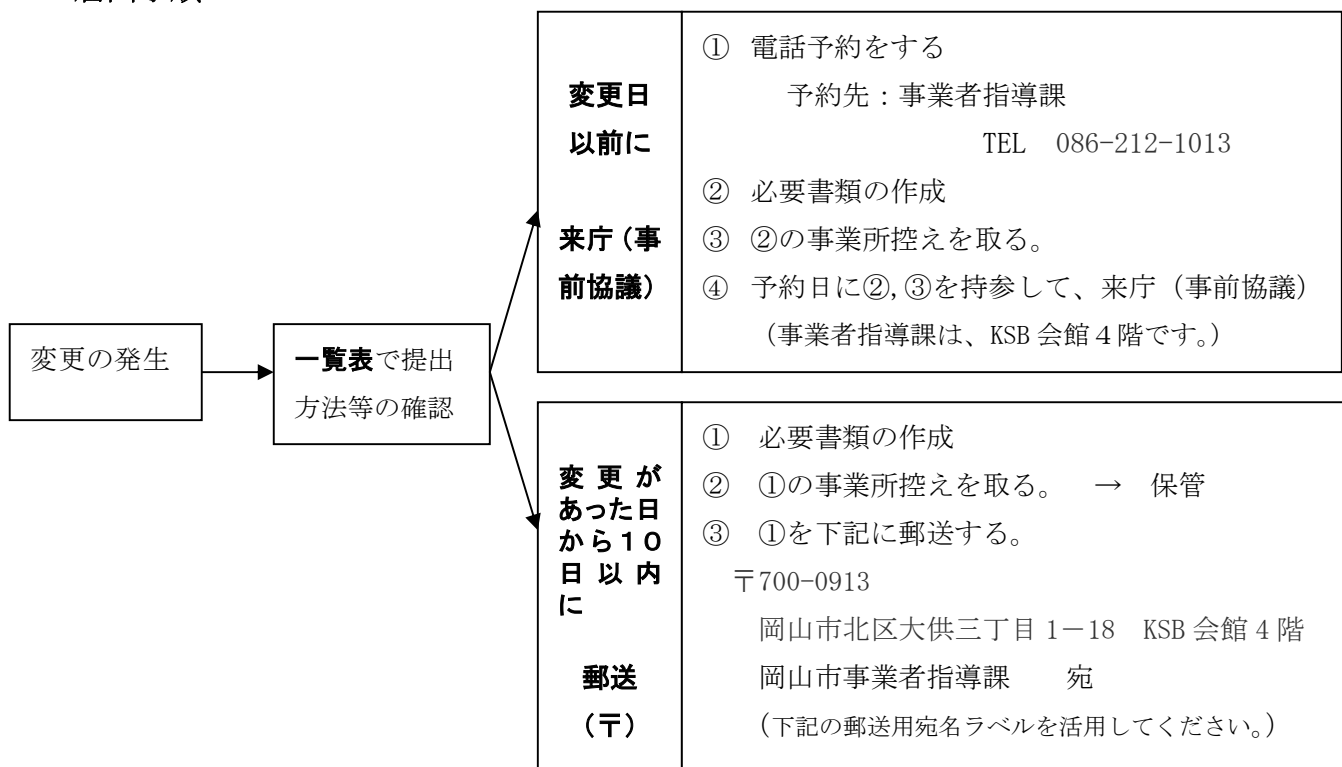 変更の発生
一覧表で提出
方法等の確認
変更日
以前に
来庁(事
前協議)
① 電話予約をする
予約先:事業者指導課
TEL 086-212-1013
② 必要書類の作成
③ ②の事業所控えを取る。
④ 予約日に②,③を持参して、来庁(事前協議)
(事業者指導課は、KSB会館4階です。)
変更が
あった日
から10
日以内
に
郵送
(〒)
① 必要書類の作成
② ①の事業所控えを取る。 → 保管
③ ①を下記に郵送する。
〒700-0913
岡山市北区大供三丁目1-18 KSB会館4階
岡山市事業者指導課 宛
(下記の郵送用宛名ラベルを活用してください。)